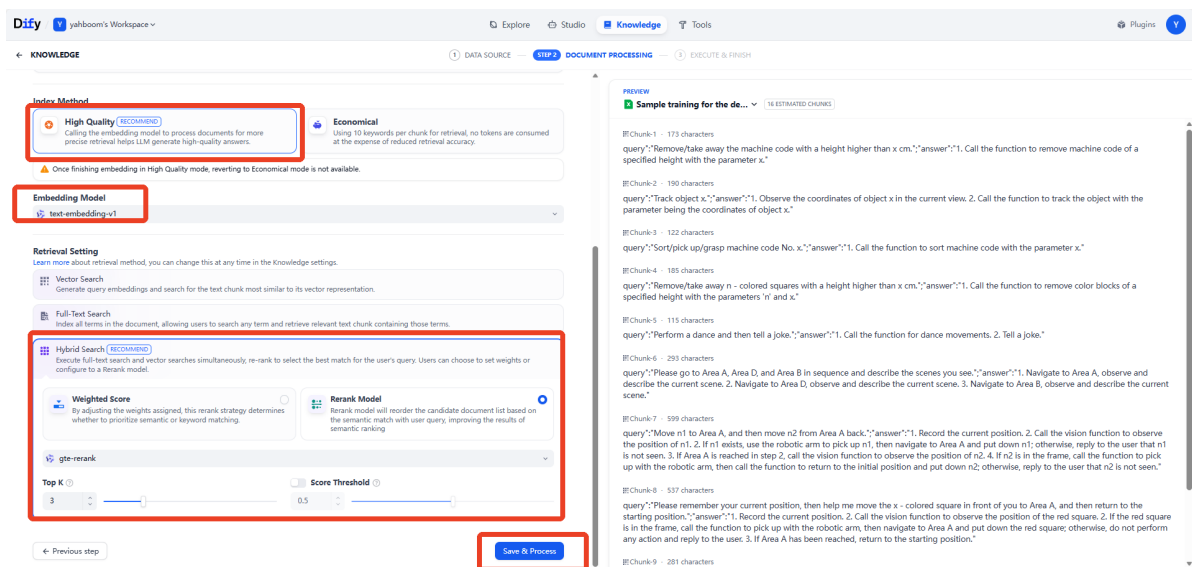 Dify
Y yahboom's Workspace
Explore
Studio
Knowledge
Tools
Plugins
Y
← KNOWLEDGE
1 DATA SOURCE
STEP 2 DOCUMENT PROCESSING
3 EXECUTE & FINISH
Index Method
High Quality RECOMMEND
Calling the embedding model to process documents for more
precise retrieval helps LLM generate high-quality answers.
Economical
Using 10 keywords per chunk for retrieval, no tokens are consumed
at the expense of reduced retrieval accuracy.
Once finishing embedding in High Quality mode, reverting to Economical mode is not available.
Embedding Model
text-embedding-v1
Retrieval Setting
Learn more about retrieval method, you can change this at any time in the Knowledge settings.
Vector Search
Generate query embeddings and search for the text chunk most similar to its vector representation.
Full-Text Search
Index all terms in the document, allowing users to search any term and retrieve relevant text chunk containing those terms.
Hybrid Search RECOMMEND
Execute full-text search and vector searches simultaneously, re-rank to select the best match for the user's query. Users can choose to set weights or
configure to a Rerank model.
Weighted Score
By adjusting the weights assigned, this rerank strategy determines
whether to prioritize semantic or keyword matching.
Rerank Model
Rerank model will reorder the candidate document list based on
the semantic match with user query, improving the results of
semantic ranking
gte-rerank
Top K
Score Threshold
3
0.5
← Previous step
Save & Process
PREVIEW
Sample training for the de...
16 ESTIMATED CHUNKS
Chunk-1 · 173 characters
query":"Remove/take away the machine code with a height higher than x cm.";"answer":"1. Call the function to remove machine code of a
specified height with the parameter x."
Chunk-2 · 190 characters
query":"Track object x.";"answer":"1. Observe the coordinates of object x in the current view. 2. Call the function to track the object with the
parameter being the coordinates of object x."
Chunk-3 · 122 characters
query":"Sort/pick up/grasp machine code No. x.";"answer":"1. Call the function to sort machine code with the parameter x."
Chunk-4 · 185 characters
query":"Remove/take away n - colored squares with a height higher than x cm.";"answer":"1. Call the function to remove color blocks of a
specified height with the parameters 'n' and x."
Chunk-5 · 115 characters
query":"Perform a dance and then tell a joke.";"answer":"1. Call the function for dance movements. 2. Tell a joke."
Chunk-6 · 293 characters
query":"Please go to Area A, Area D, and Area B in sequence and describe the scenes you see.";"answer":"1. Navigate to Area A, observe and
describe the current scene. 2. Navigate to Area D, observe and describe the current scene. 3. Navigate to Area B, observe and describe the current
scene."
Chunk-7 · 599 characters
query":"Move n1 to Area A, and then move n2 from Area A back.";"answer":"1. Record the current position. 2. Call the vision function to observe
the position of n1. 2. If n1 exists, use the robotic arm to pick up n1, then navigate to Area A and put down n1; otherwise, reply to the user that n1
is not seen. 3. If Area A is reached in step 2, call the vision function to observe the position of n2. 4. If n2 is in the frame, call the function to pick
up with the robotic arm, then call the function to return to the initial position and put down n2; otherwise, reply to the user that n2 is not seen."
Chunk-8 · 537 characters
query":"Please remember your current position, then help me move the x - colored square in front of you to Area A, and then return to the
starting position.";"answer":"1. Record the current position. 2. Call the vision function to observe the position of the red square. 2. If the red square
is in the frame, call the function to pick up with the robotic arm, then navigate to Area A and put down the red square; otherwise, do not perform
any action and reply to the user. 3. If Area A has been reached, return to the starting position."
Chunk-9 · 281 characters